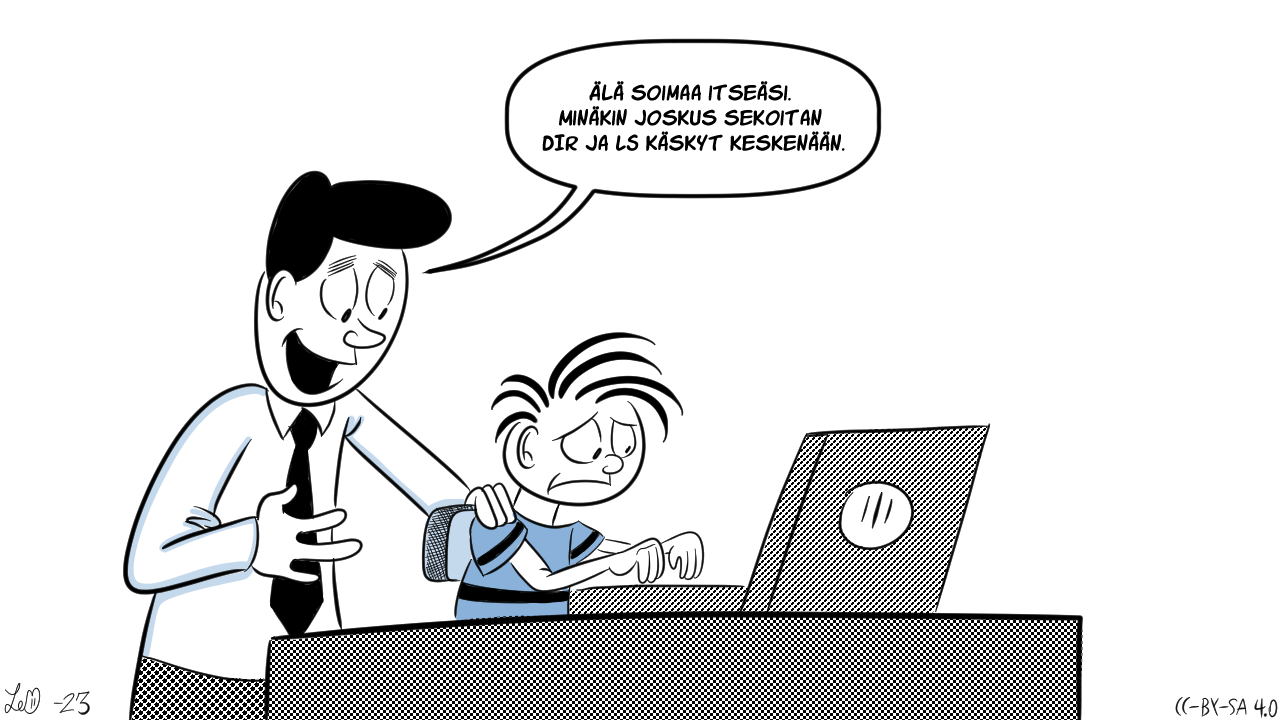 ÄLÄ SOIMAA ITSEÄSI.
MINÄKIN JOSKUS SEKOITAN
DIR JA LS KÄSKYT KESKENÄÄN.
-23
CC-BY-SA 4.0